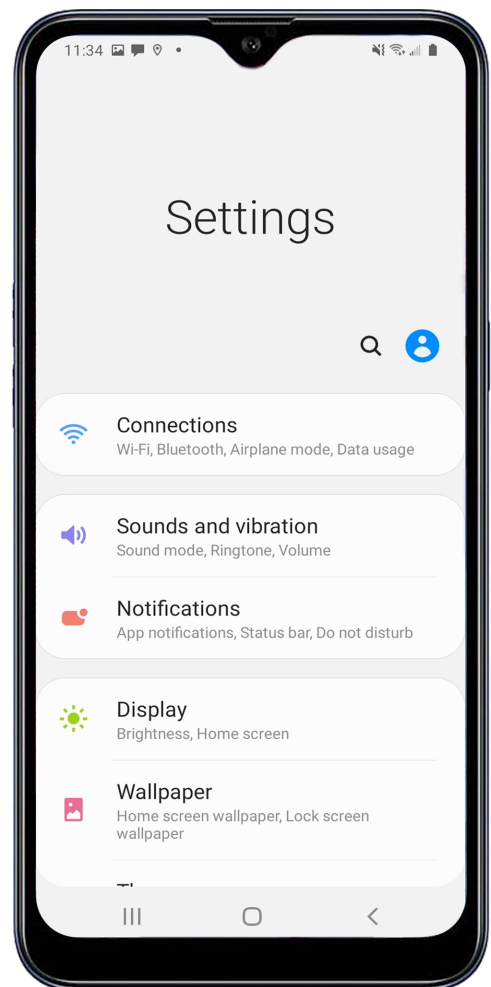 11:34
Settings
Connections
Wi-Fi, Bluetooth, Airplane mode, Data usage
Sounds and vibration
Sound mode, Ringtone, Volume
Notifications
App notifications, Status bar, Do not disturb
Display
Brightness, Home screen
Wallpaper
Home screen wallpaper, Lock screen
wallpaper